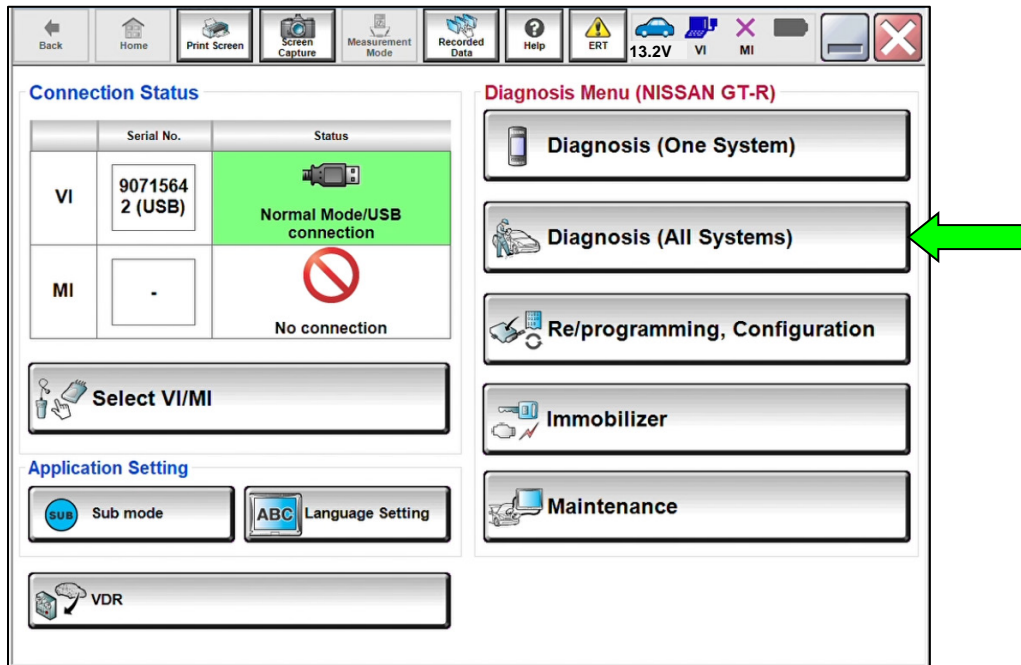 Back
Home
Print Screen
Screen
Capture
Measurement
Mode
Recorded
Data
Help
ERT
13.2V
VI
MI
Connection Status
Serial No.
Status
VI
9071564
2 (USB)
Normal Mode/USB
connection
MI
-
No connection
Select VI/MI
Application Setting
SUB
Sub mode
ABC
Language Setting
VDR
Diagnosis Menu (NISSAN GT-R)
Diagnosis (One System)
Diagnosis (All Systems)
Re/programming, Configuration
Immobilizer
Maintenance